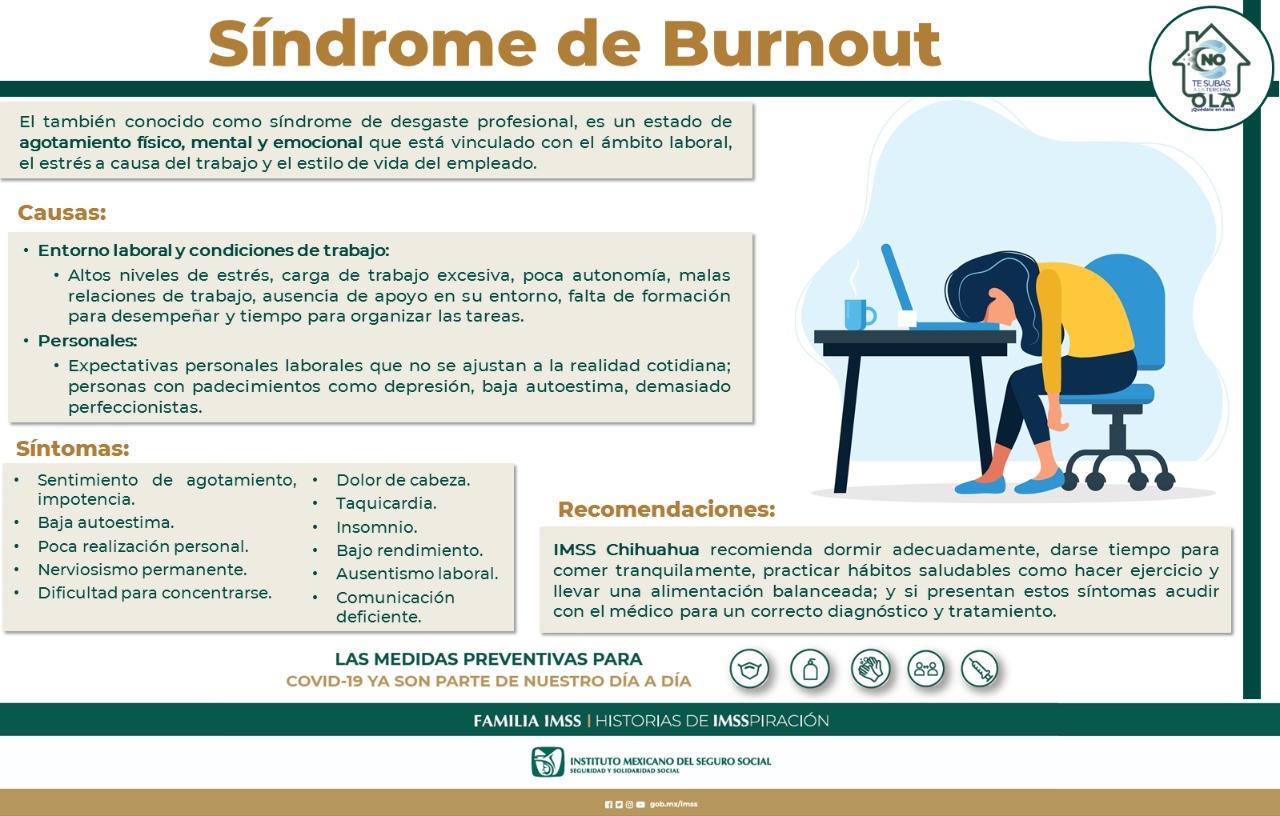 Síndrome de Burnout
NO
TE SUBAS
A LA TERCERA
OLA
¡Quédate en casa!
El también conocido como síndrome de desgaste profesional, es un estado de
agotamiento físico, mental y emocional que está vinculado con el ámbito laboral,
el estrés a causa del trabajo y el estilo de vida del empleado.
Causas:
• Entorno laboral y condiciones de trabajo:
• Altos niveles de estrés, carga de trabajo excesiva, poca autonomía, malas
relaciones de trabajo, ausencia de apoyo en su entorno, falta de formación
para desempeñar y tiempo para organizar las tareas.
• Personales:
• Expectativas personales laborales que no se ajustan a la realidad cotidiana;
personas con padecimientos como depresión, baja autoestima, demasiado
perfeccionistas.
Síntomas:
• Sentimiento de agotamiento,
impotencia.
• Baja autoestima.
• Poca realización personal.
• Nerviosismo permanente.
• Dificultad para concentrarse.
• Dolor de cabeza.
• Taquicardia.
• Insomnio.
• Bajo rendimiento.
• Ausentismo laboral.
• Comunicación
deficiente.
Recomendaciones:
IMSS Chihuahua recomienda dormir adecuadamente, darse tiempo para
comer tranquilamente, practicar hábitos saludables como hacer ejercicio y
llevar una alimentación balanceada; y si presentan estos síntomas acudir
con el médico para un correcto diagnóstico y tratamiento.
LAS MEDIDAS PREVENTIVAS PARA
COVID-19 YA SON PARTE DE NUESTRO DÍA A DÍA
FAMILIA IMSS | HISTORIAS DE IMSSPIRACIÓN
INSTITUTO MEXICANO DEL SEGURO SOCIAL
SEGURIDAD Y SOLIDARIDAD SOCIAL
gob.mx/imss